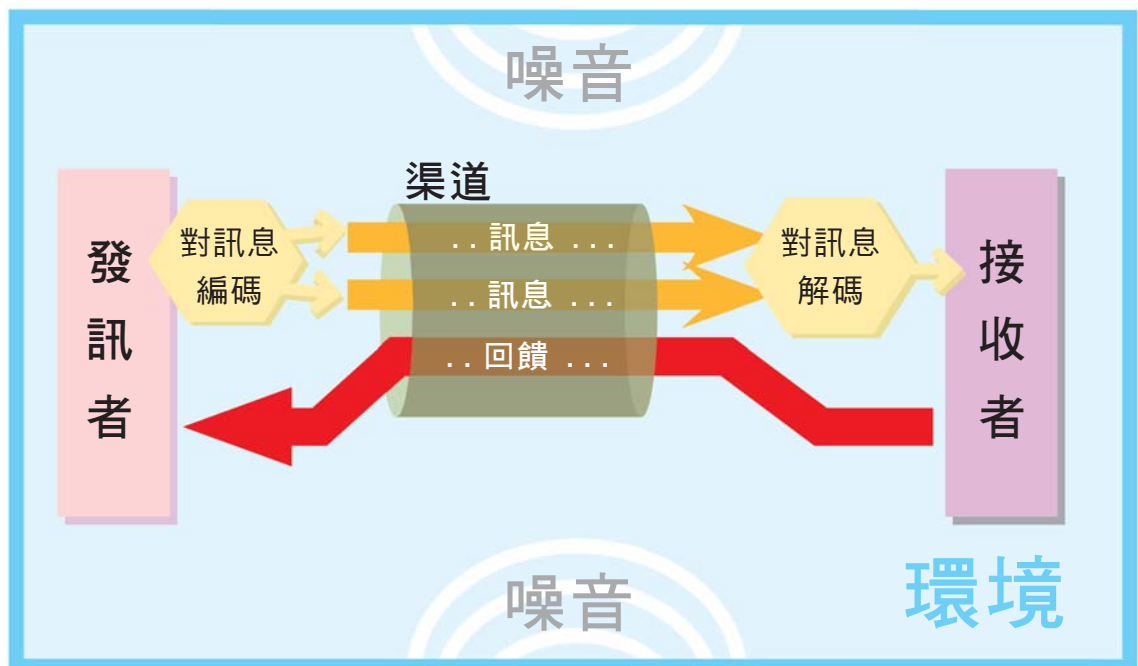 噪音
渠道
發訊者
對訊息
編碼
.. 訊息 ...
.. 訊息 ...
.. 回饋 ...
對訊息
解碼
接收者
噪音
環境